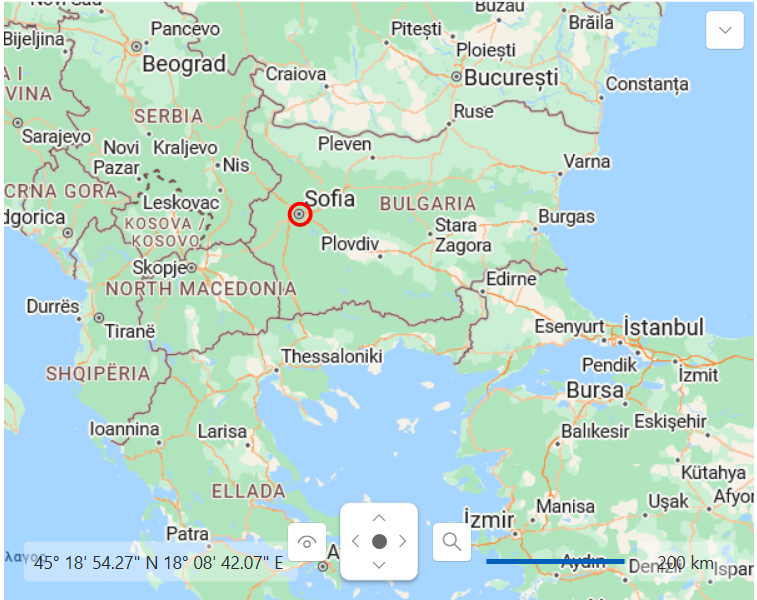 Novi Sad
Buzău
Brăila
Pitești
Pancevo
Bijeljina
Ploiești
Beograd
Craiova
București
Constanța
VINA
SERBIA
Ruse
Sarajevo
Novi
Pazar
Kraljevo
Pleven
Nis
Varna
CRNA GORA
Leskovac
Sofia
BULGARIA
dgorica
KOSOVA /
KOSOVO
Burgas
Stara
Zagora
Plovdiv
Skopje
Edirne
NORTH MACEDONIA
Durrës
Tiranë
Esenyurt
İstanbul
Thessaloniki
Pendik
İzmit
SHQIPËRIA
Bursa
Ioannina
Larisa
Eskişehir
Balıkesir
Kütahya
ELLADA
Uşak
Afyon
Manisa
İzmir
Patra
A
λαγος
45° 18' 54.27" N 18° 08' 42.07" E
Aydın
Denizli
200 km
Ispar